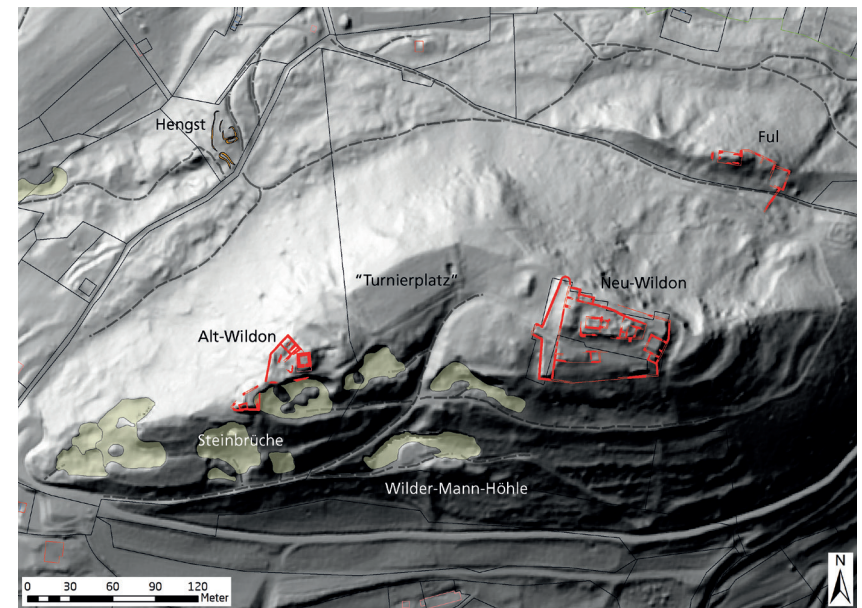 Hengst
Ful
"Turnierplatz"
Neu-Wildon
Alt-Wildon
Steinbrüche
Wilder-Mann-Höhle
0 30 60 90 120
Meter
N